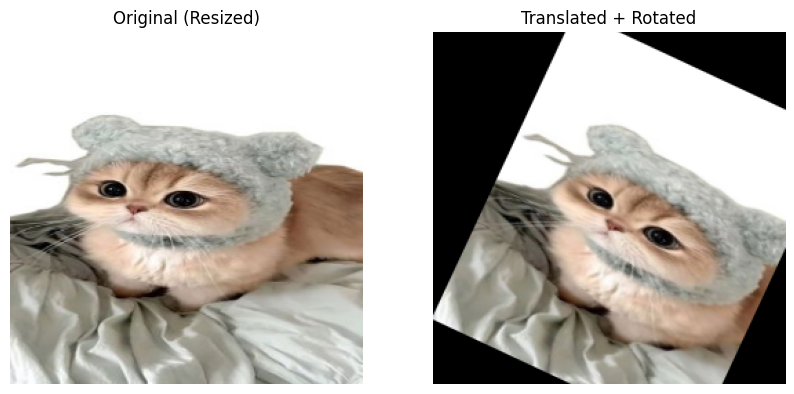 Original (Resized)
Translated + Rotated